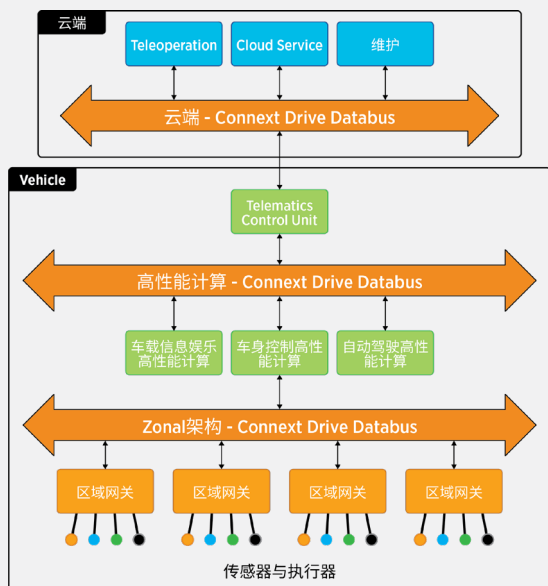 云端
Teleoperation
Cloud Service
维护
云端 - Connext Drive Databus
Vehicle
Telematics
Control Unit
高性能计算 - Connext Drive Databus
车载信息娱乐
高性能计算
车身控制高性
能计算
自动驾驶高性
能计算
Zonal架构 - Connext Drive Databus
区域网关
区域网关
区域网关
区域网关
传感器与执行器